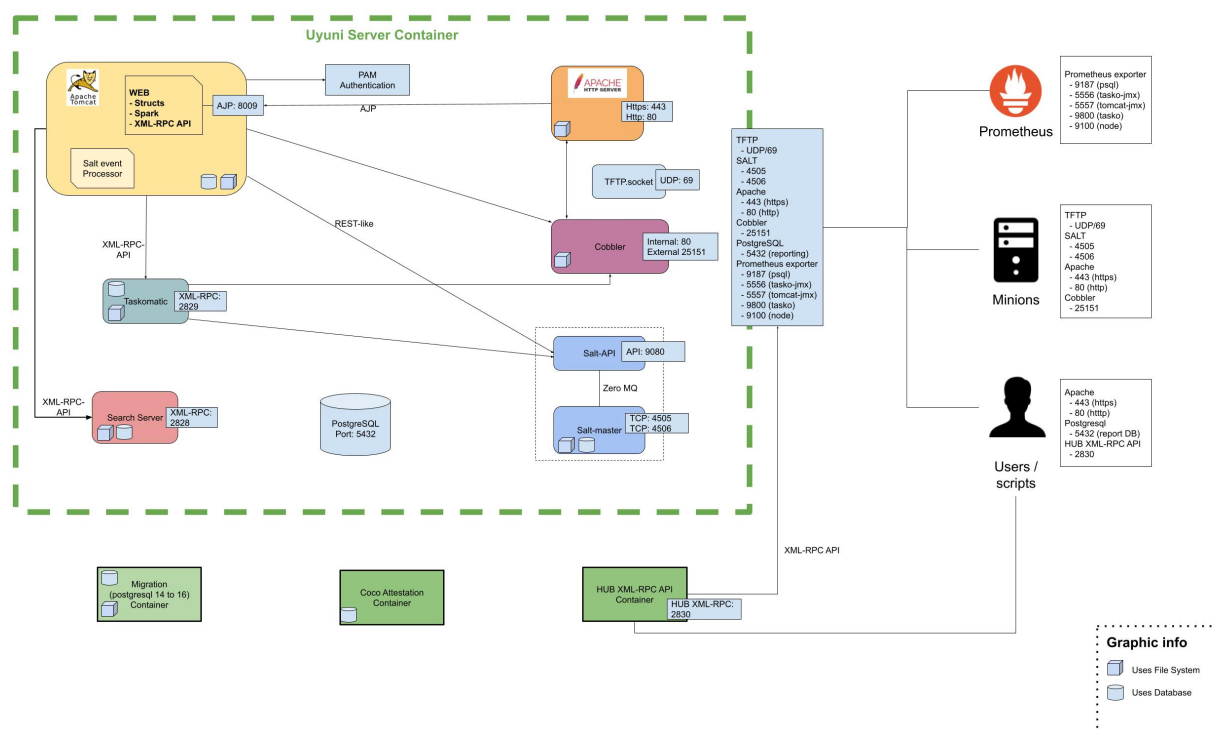 Uyuni Server Container
Apache
Tomcat
WEB
- Structs
- Spark
- XML-RPC API
AJP: 8009
Salt event
Processor
PAM
Authentication
AJP
APACHE
HTTP SERVER
Https: 443
Http: 80
TFTP.socket
UDP: 69
REST-like
Cobbler
Internal: 80
External 25151
XML-RPC-
API
Taskomatic
XML-RPC:
2829
Salt-API
API: 9080
Zero MQ
Salt-master
TCP: 4505
TCP: 4506
XML-RPC-
API
Search Server
XML-RPC:
2828
PostgreSQL
Port: 5432
TFTP
- UDP/69
SALT
- 4505
- 4506
Apache
- 443 (https)
- 80 (http)
Cobbler
- 25151
PostgreSQL
- 5432 (reporting)
Prometheus exporter
- 9187 (psql)
- 5556 (tasko-jmx)
- 5557 (tomcat-jmx)
- 9800 (tasko)
- 9100 (node)
Prometheus
Prometheus exporter
- 9187 (psql)
- 5556 (tasko-jmx)
- 5557 (tomcat-jmx)
- 9800 (tasko)
- 9100 (node)
Minions
TFTP
- UDP/69
SALT
- 4505
- 4506
Apache
- 443 (https)
- 80 (http)
Cobbler
- 25151
Users /
scripts
Apache
- 443 (https)
- 80 (htttp)
Postgresql
- 5432 (report DB)
HUB XML-RPC API
- 2830
XML-RPC API
Migration
(postgresql 14 to 16)
Container
Coco Attestation
Container
HUB XML-RPC API
Container
HUB XML-RPC:
2830
Graphic info
Uses File System
Uses Database